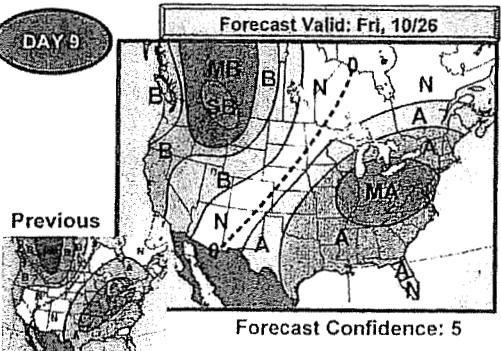 DAY 9
Forecast Valid: Fri, 10/26
MB
B
0
N
N
B
SB
A
B
A
B
MA
N
A
A
0
A
N
Previous
Forecast Confidence: 5